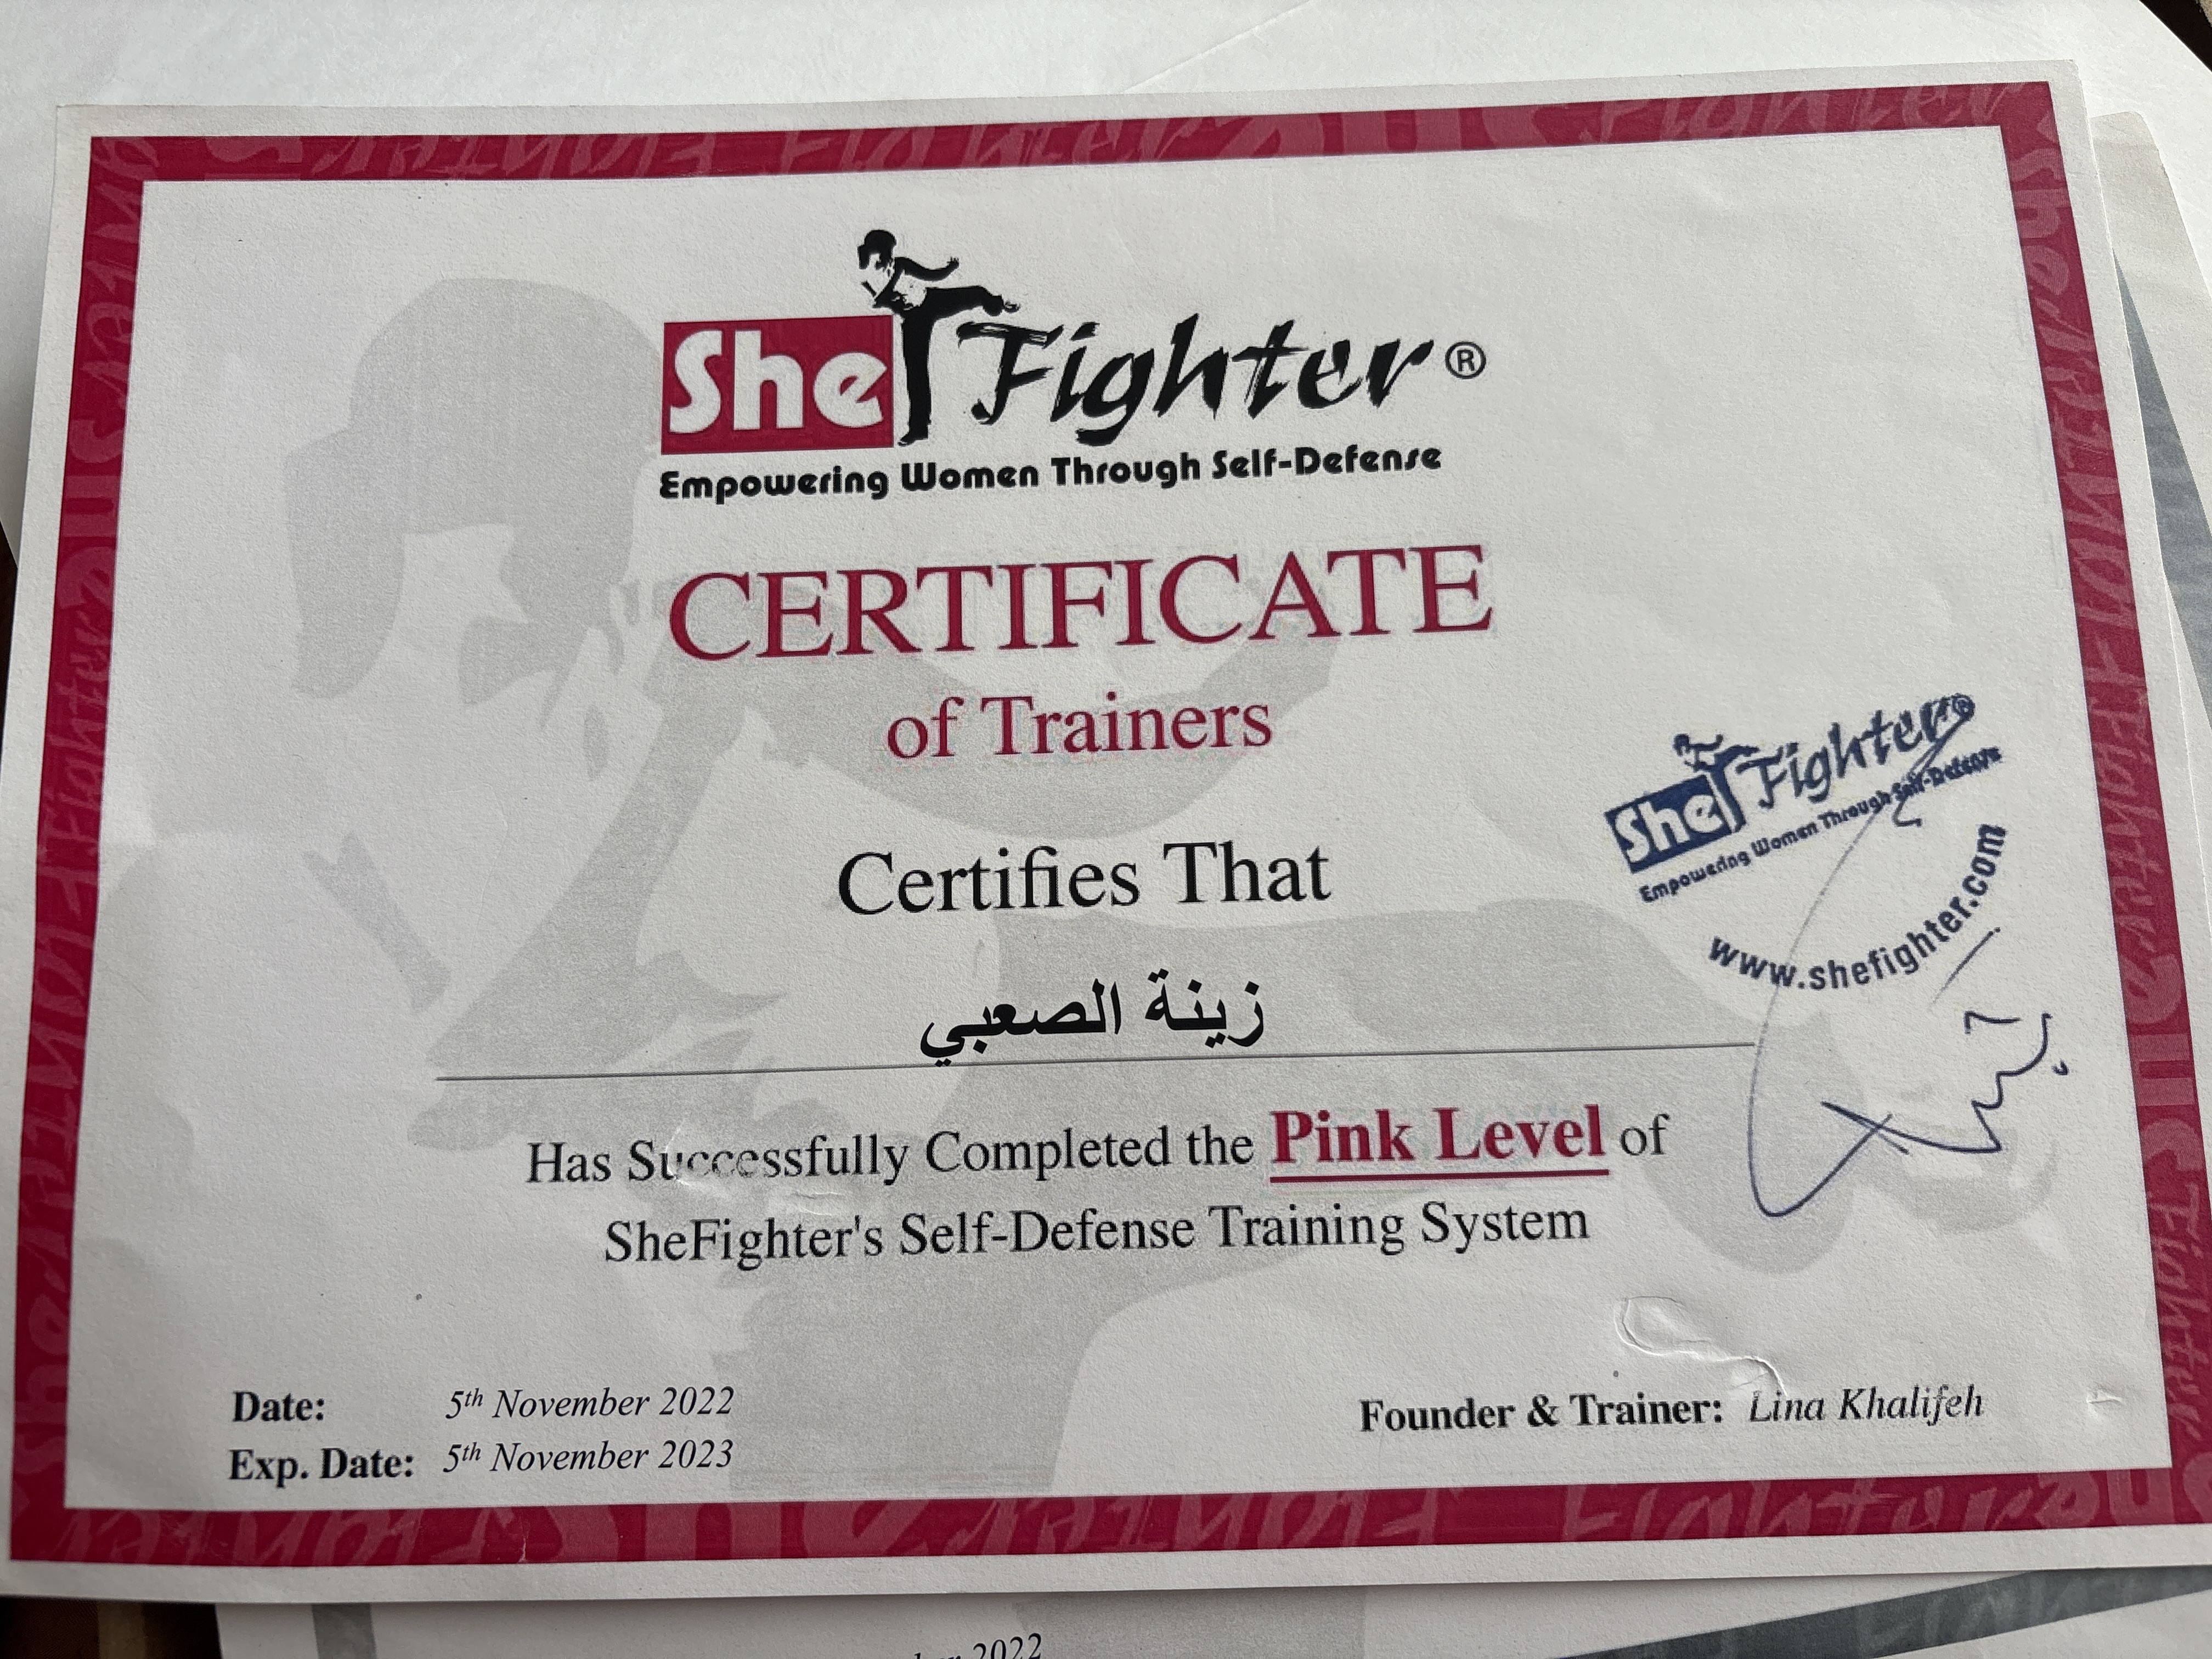 She Fighter®
Empowering Women Through Self-Defense
CERTIFICATE
of Trainers
Certifies That
زينة الصعبي
Has Successfully Completed the Pink Level of
SheFighter's Self-Defense Training System
She Fighter®
Empowering Women Through Self-Defense
www.shefighter.com
Date: 5th November 2022
Exp. Date: 5th November 2023
Founder & Trainer: Lina Khalifeh
2022